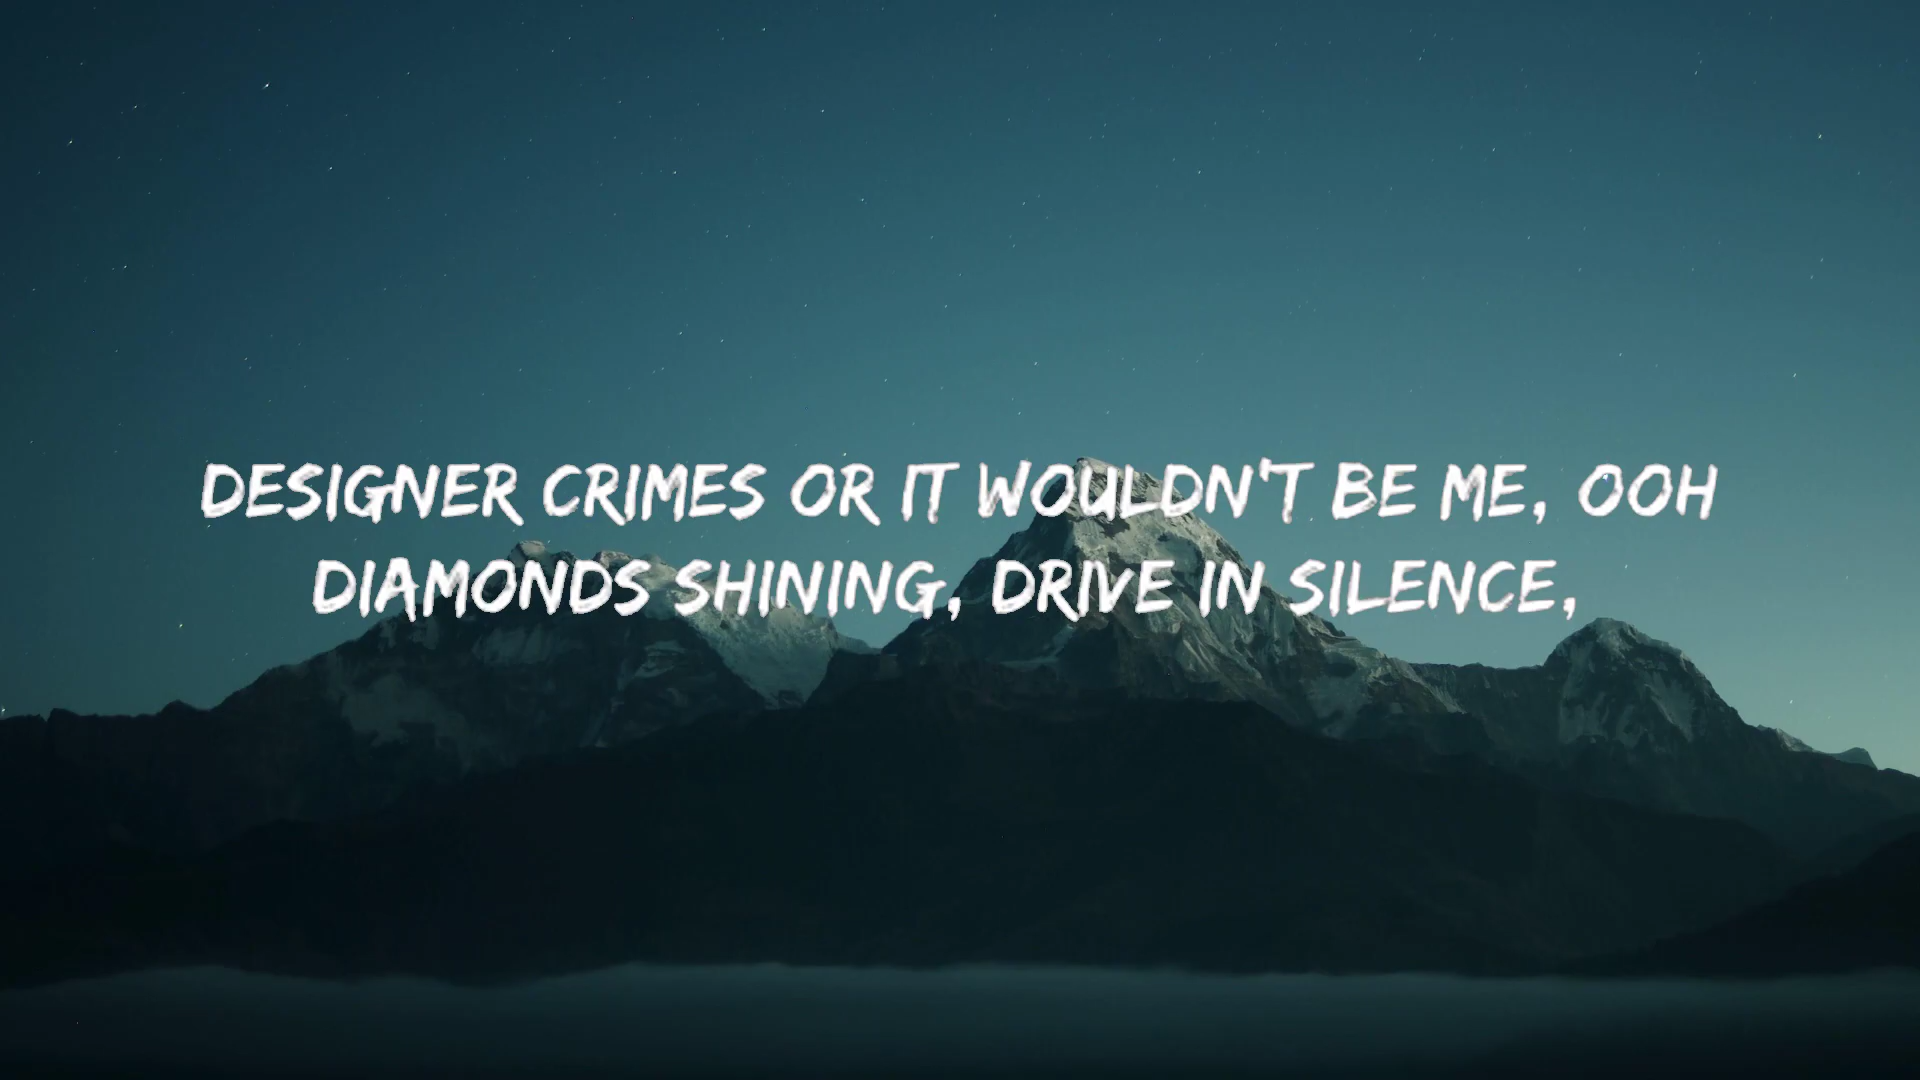 DESIGNER CRIMES OR IT WOULDN'T BE ME, OOH
DIAMONDS SHINING, DRIVE IN SILENCE,